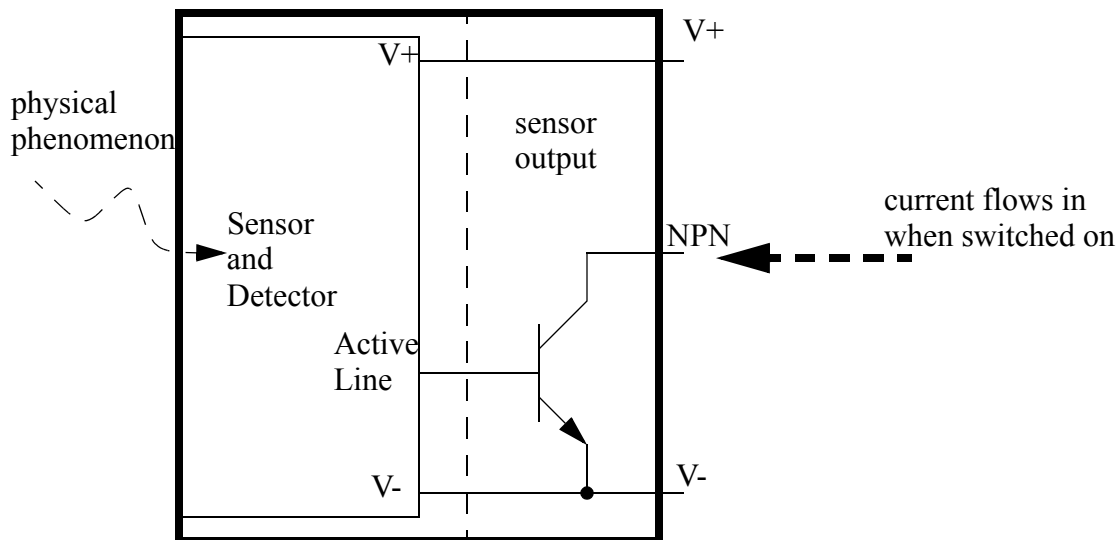 V+
V+
physical
phenomenon
sensor
output
current flows in
when switched on
NPN
Sensor
and
Detector
Active
Line
V-
V-